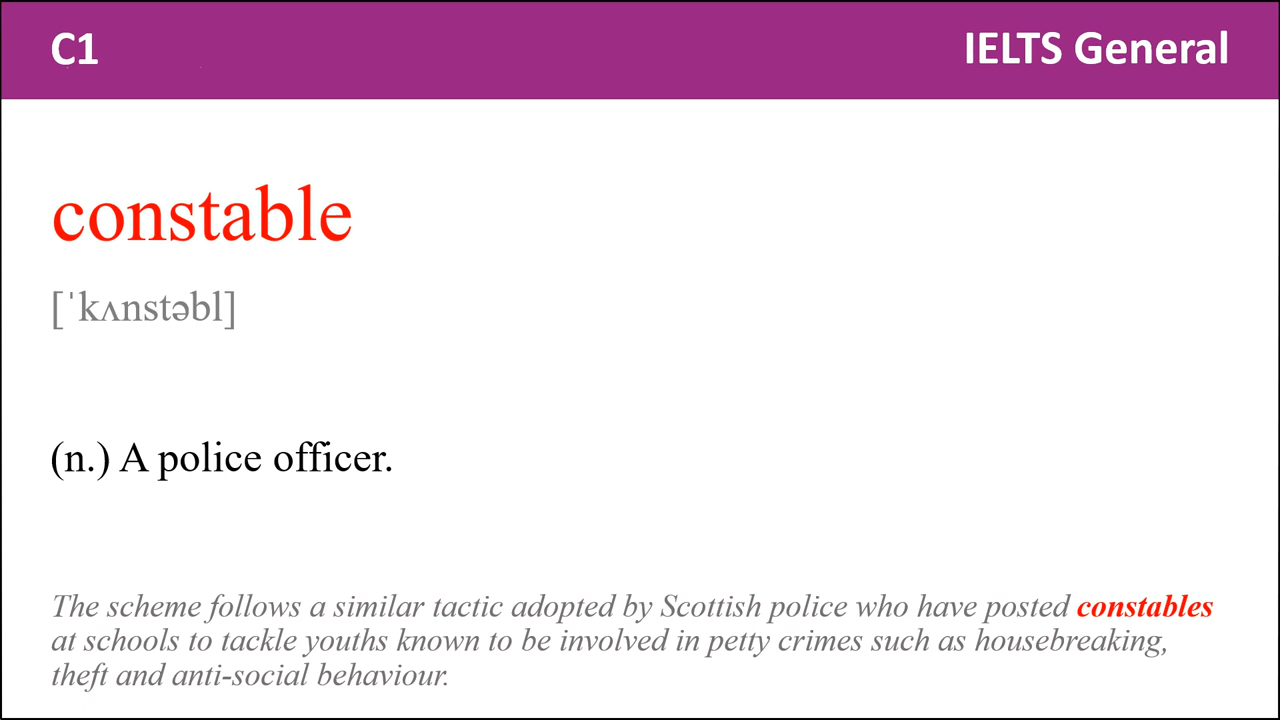 C1
IELTS General
constable
[ˈkʌnstəbl]
(n.) A police officer.
The scheme follows a similar tactic adopted by Scottish police who have posted constables
at schools to tackle youths known to be involved in petty crimes such as housebreaking,
theft and anti-social behaviour.